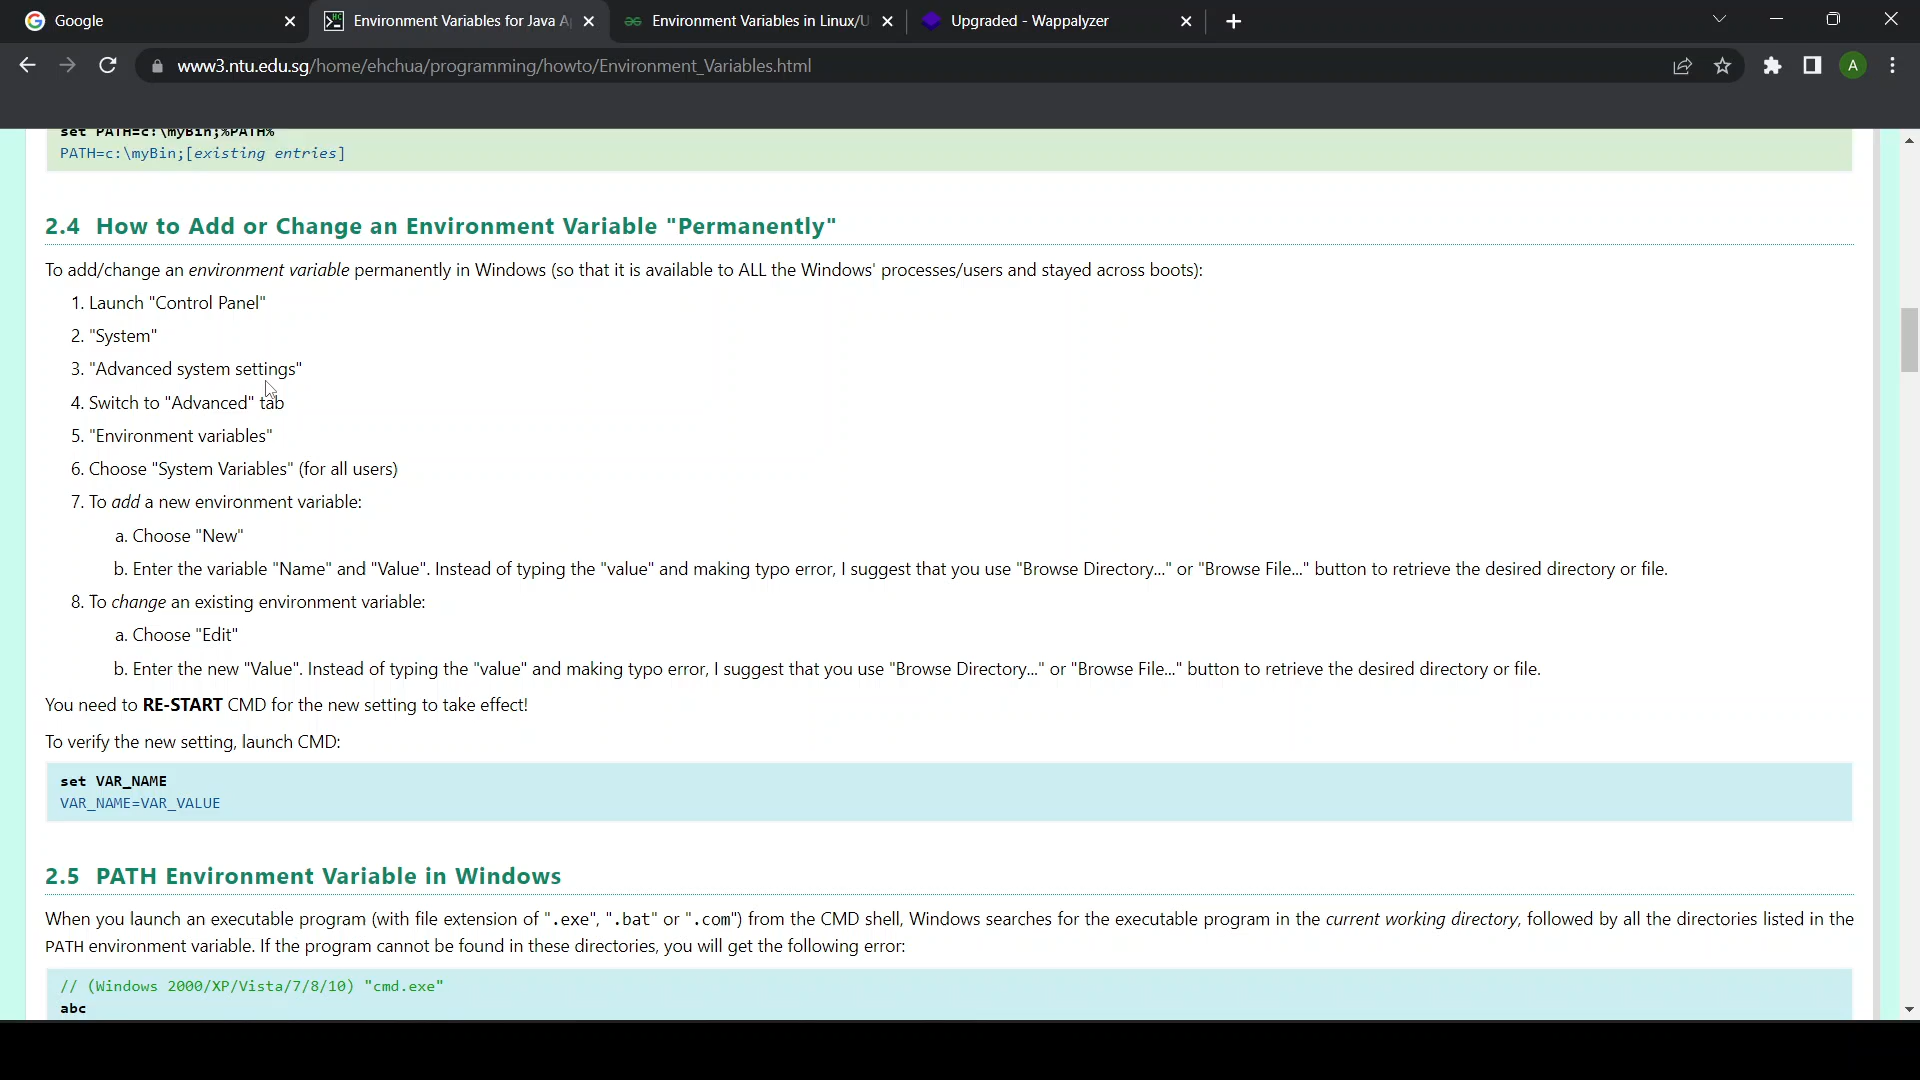 Google
Environment Variables for Java A
Environment Variables in Linux/U
Upgraded - Wappalyzer
www3.ntu.edu.sg/home/ehchua/programming/howto/Environment_Variables.html
A
set PATH=c:\myBin;%PATH%
PATH=c:\myBin;[existing entries]
2.4 How to Add or Change an Environment Variable "Permanently"
To add/change an environment variable permanently in Windows (so that it is available to ALL the Windows' processes/users and stayed across boots):
1. Launch "Control Panel"
2. "System"
3. "Advanced system settings"
4. Switch to "Advanced" tab
5. "Environment variables"
6. Choose "System Variables" (for all users)
7. To add a new environment variable:
a. Choose "New"
b. Enter the variable "Name" and "Value". Instead of typing the "value" and making typo error, I suggest that you use "Browse Directory..." or "Browse File..." button to retrieve the desired directory or file.
8. To change an existing environment variable:
a. Choose "Edit"
b. Enter the new "Value". Instead of typing the "value" and making typo error, I suggest that you use "Browse Directory..." or "Browse File..." button to retrieve the desired directory or file.
You need to RE-START CMD for the new setting to take effect!
To verify the new setting, launch CMD:
set VAR_NAME
VAR_NAME=VAR_VALUE
2.5 PATH Environment Variable in Windows
When you launch an executable program (with file extension of ".exe", ".bat" or ".com") from the CMD shell, Windows searches for the executable program in the current working directory, followed by all the directories listed in the
PATH environment variable. If the program cannot be found in these directories, you will get the following error:
// (Windows 2000/XP/Vista/7/8/10) "cmd.exe"
abc